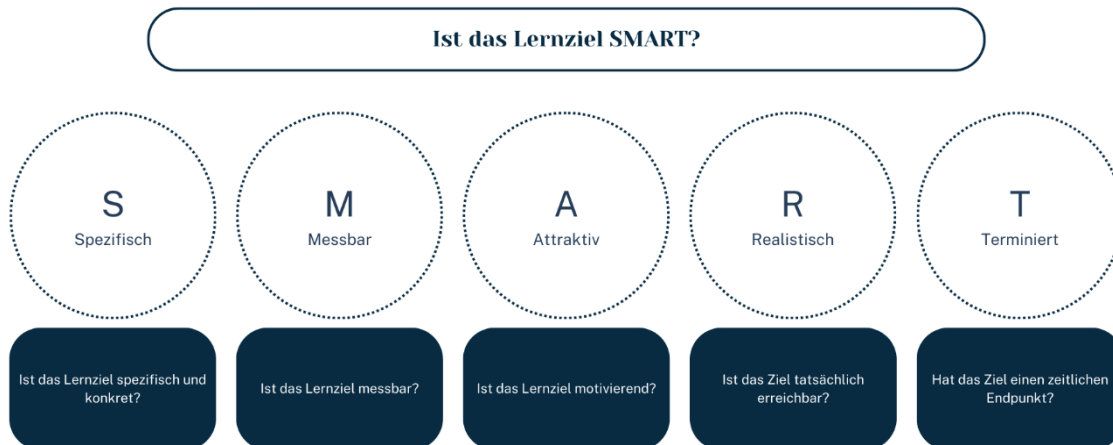 Ist das Lernziel SMART?
S
Spezifisch
M
Messbar
A
Attraktiv
R
Realistisch
T
Terminiert
Ist das Lernziel spezifisch und
konkret?
Ist das Lernziel messbar?
Ist das Lernziel motivierend?
Ist das Ziel tatsächlich
erreichbar?
Hat das Ziel einen zeitlichen
Endpunkt?